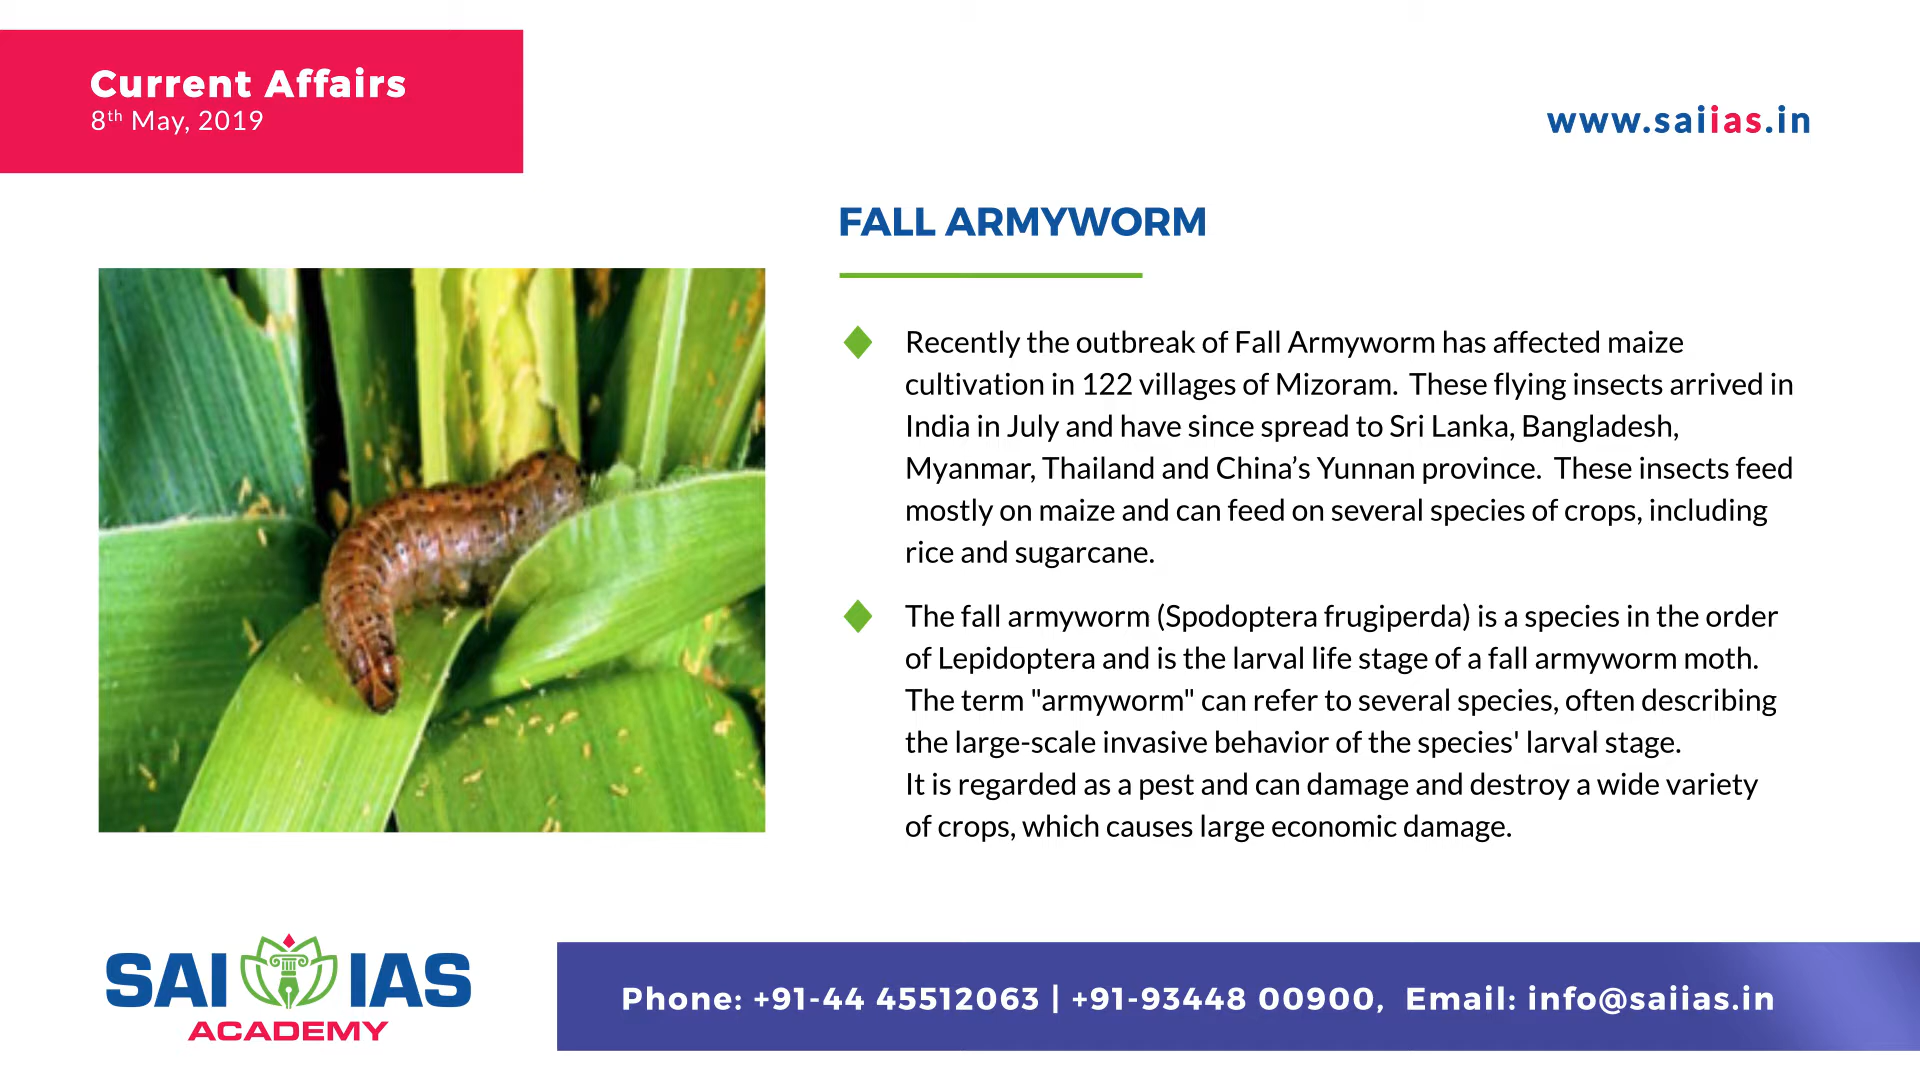 Current Affairs
8th May, 2019
www.saiias.in
FALL ARMYWORM
Recently the outbreak of Fall Armyworm has affected maize
cultivation in 122 villages of Mizoram.  These flying insects arrived in
India in July and have since spread to Sri Lanka, Bangladesh,
Myanmar, Thailand and China’s Yunnan province.  These insects feed
mostly on maize and can feed on several species of crops, including
rice and sugarcane.
The fall armyworm (Spodoptera frugiperda) is a species in the order
of Lepidoptera and is the larval life stage of a fall armyworm moth.
The term "armyworm" can refer to several species, often describing
the large-scale invasive behavior of the species' larval stage.
It is regarded as a pest and can damage and destroy a wide variety
of crops, which causes large economic damage.
SAI IAS
ACADEMY
Phone: +91-44 45512063 | +91-93448 00900,  Email: info@saiias.in